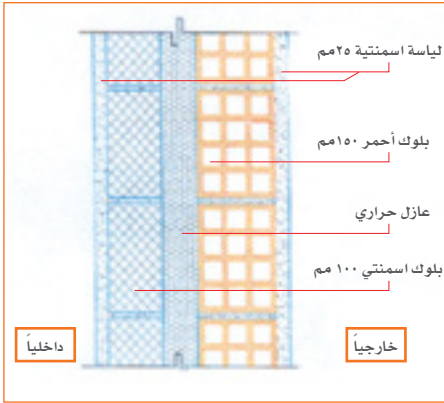 لياسة اسمنتية ٢٥مم
بلوك أحمر ١٥٠مم
عازل حراري
بلوك اسمنتي ١٠٠ مم
خارجياً
داخلياً